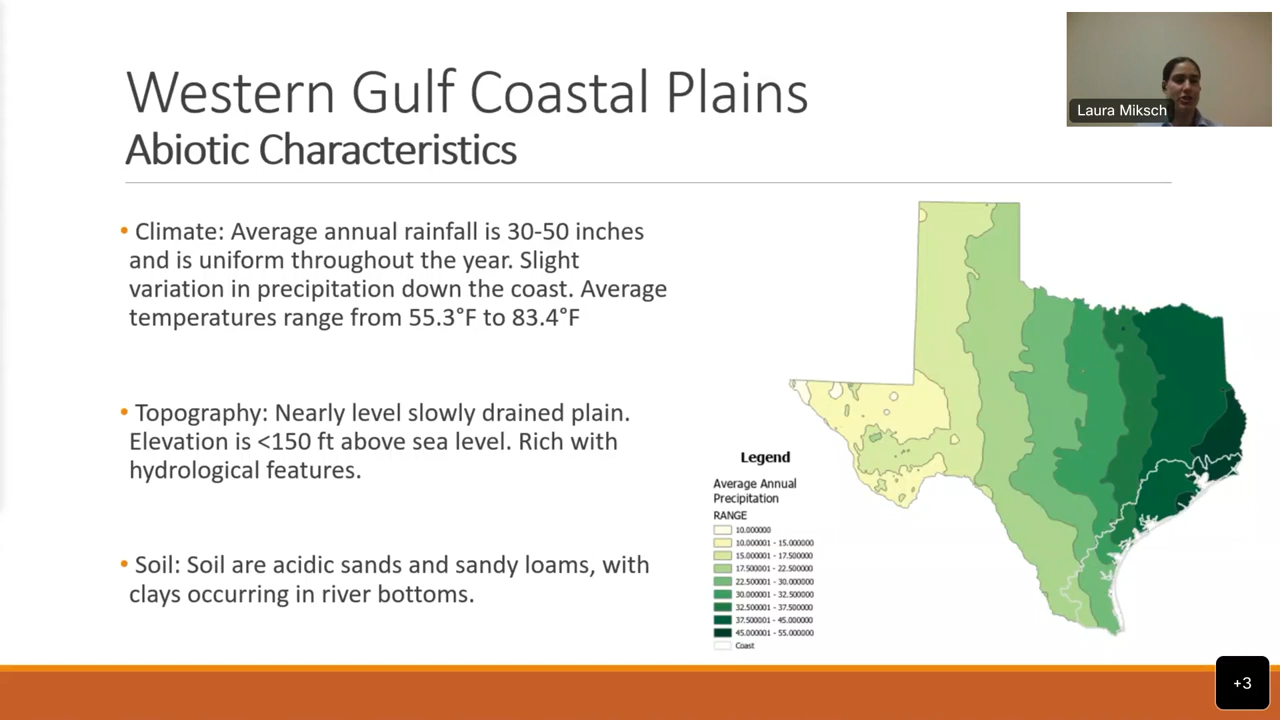 Western Gulf Coastal Plains
Abiotic Characteristics
Laura Miksch
• Climate: Average annual rainfall is 30-50 inches
and is uniform throughout the year. Slight
variation in precipitation down the coast. Average
temperatures range from 55.3°F to 83.4°F
• Topography: Nearly level slowly drained plain.
Elevation is <150 ft above sea level. Rich with
hydrological features.
• Soil: Soil are acidic sands and sandy loams, with
clays occurring in river bottoms.
Legend
Average Annual
Precipitation
RANGE
10.000000
10.000001 - 15.000000
15.000001 - 17.500000
17.500001 - 22.500000
22.500001 - 30.000000
30.000001 - 32.500000
32.500001 - 37.500000
37.500001 - 45.000000
45.000001 - 55.000000
Coast
+3